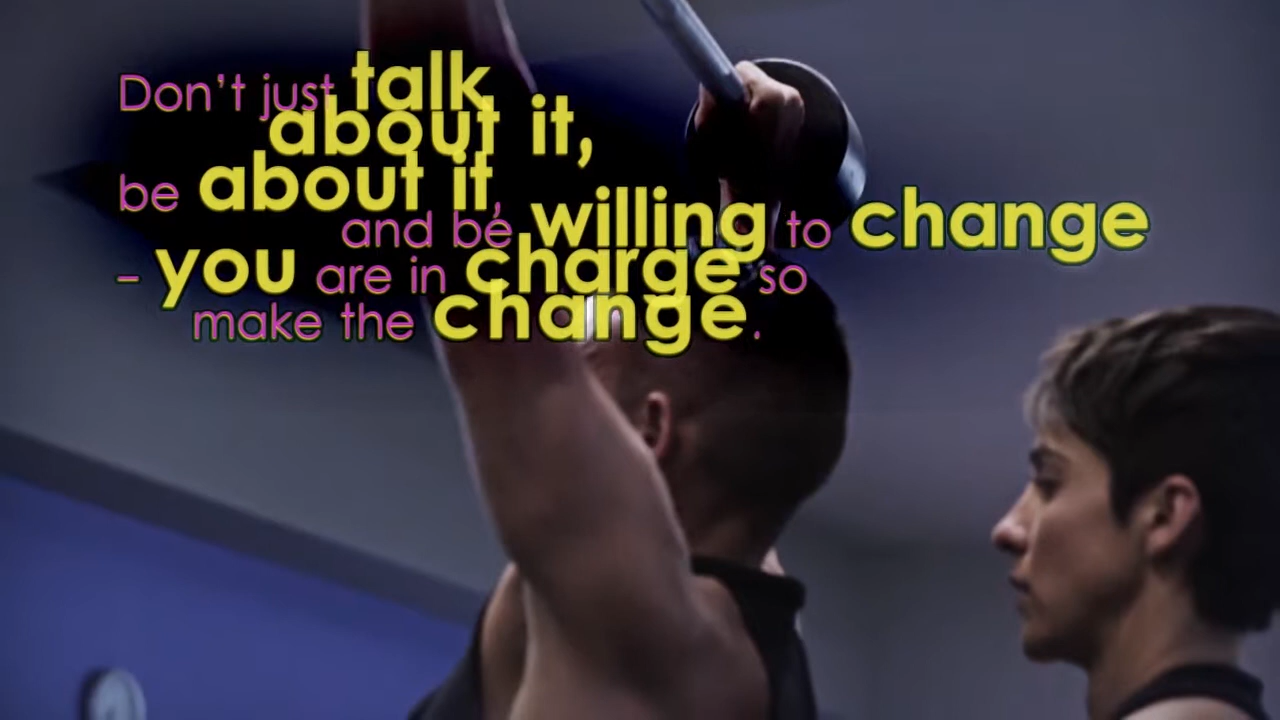 Don't just talk
about it,
be about it,
and be willing to change
– you are in charge so
make the change.